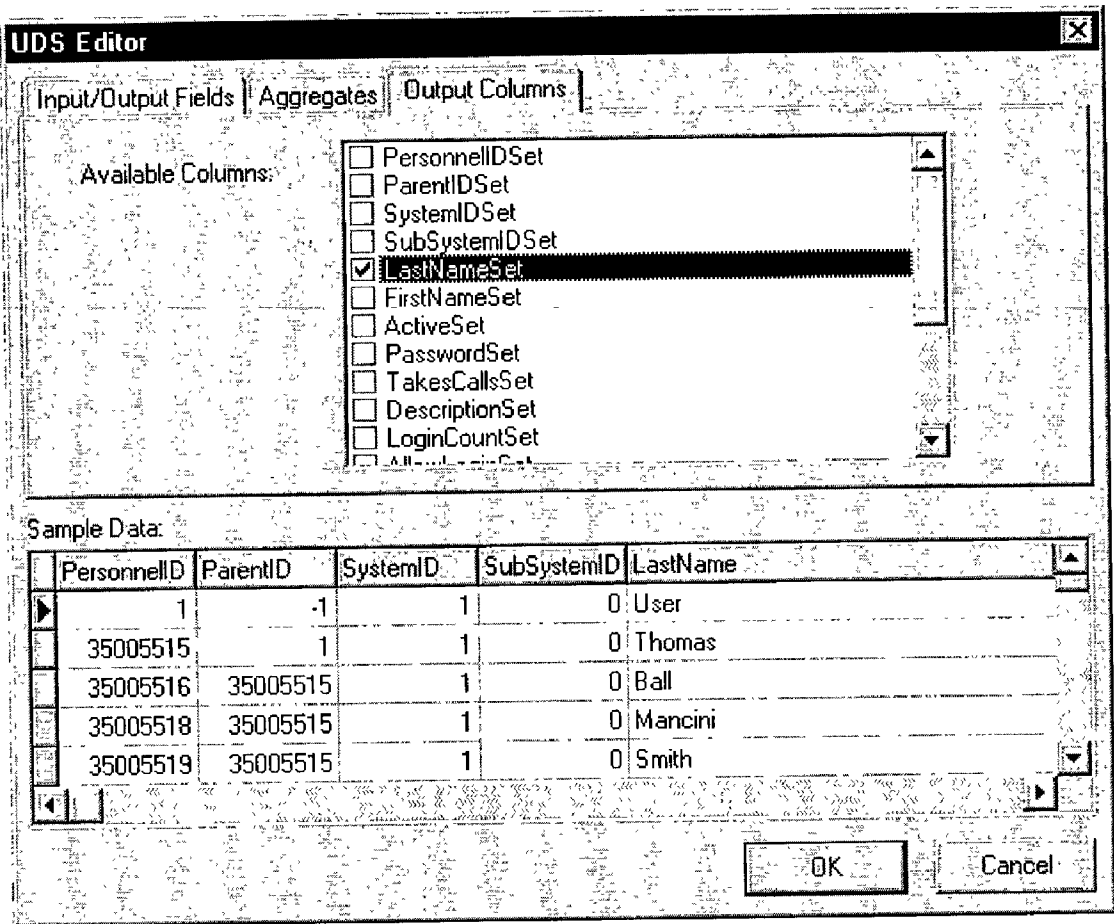 UDS Editor
Input/Output Fields Aggregates Output Columns
Available Columns:
PersonnelIDSet
ParentIDSet
SystemIDSet
SubSystemIDSet
LastNameSet
FirstNameSet
ActiveSet
PasswordSet
TakesCallsSet
DescriptionSet
LoginCountSet
Sample Data:
PersonnelID ParentID SystemID SubSystemID LastName
1 -1 1 0 User
35005515 1 1 0 Thomas
35005516 35005515 1 0 Ball
35005518 35005515 1 0 Mancini
35005519 35005515 1 0 Smith
OK Cancel